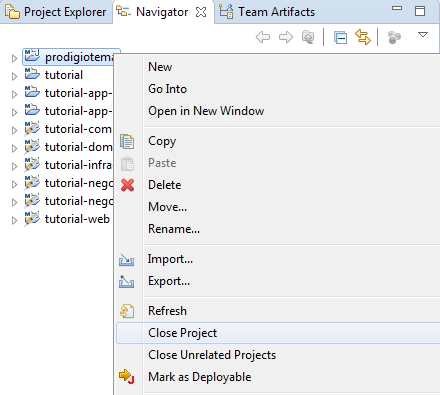 Project Explorer Navigator Team Artifacts
prodigiotema
tutorial
tutorial-app-
tutorial-app-
tutorial-com
tutorial-dom
tutorial-infra
tutorial-nego
tutorial-nego
tutorial-web
New
Go Into
Open in New Window
Copy
Paste
Delete
Move...
Rename...
Import...
Export...
Refresh
Close Project
Close Unrelated Projects
Mark as Deployable